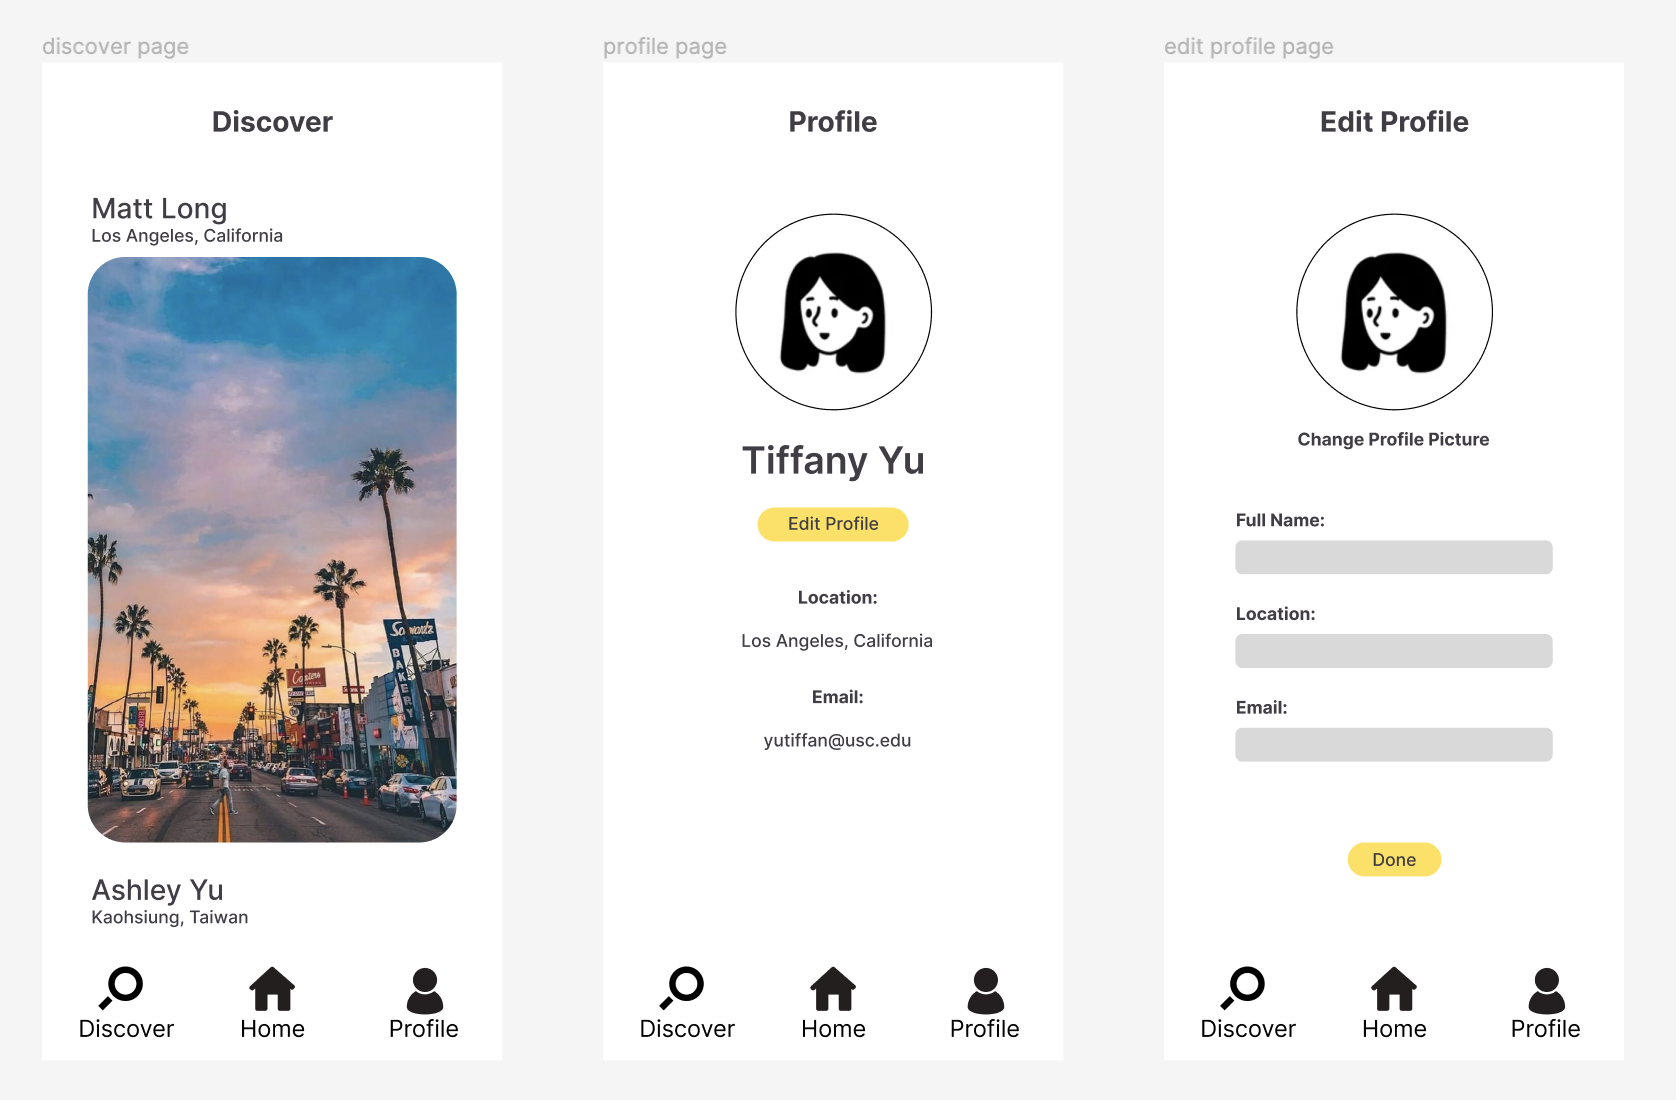 discover page
Discover
Matt Long
Los Angeles, California
BAKERY
Ashley Yu
Kaohsiung, Taiwan
Discover
Home
Profile
profile page
Profile
Tiffany Yu
Edit Profile
Location:
Los Angeles, California
Email:
yutiffan@usc.edu
Discover
Home
Profile
edit profile page
Edit Profile
Change Profile Picture
Full Name:
Location:
Email:
Done
Discover
Home
Profile